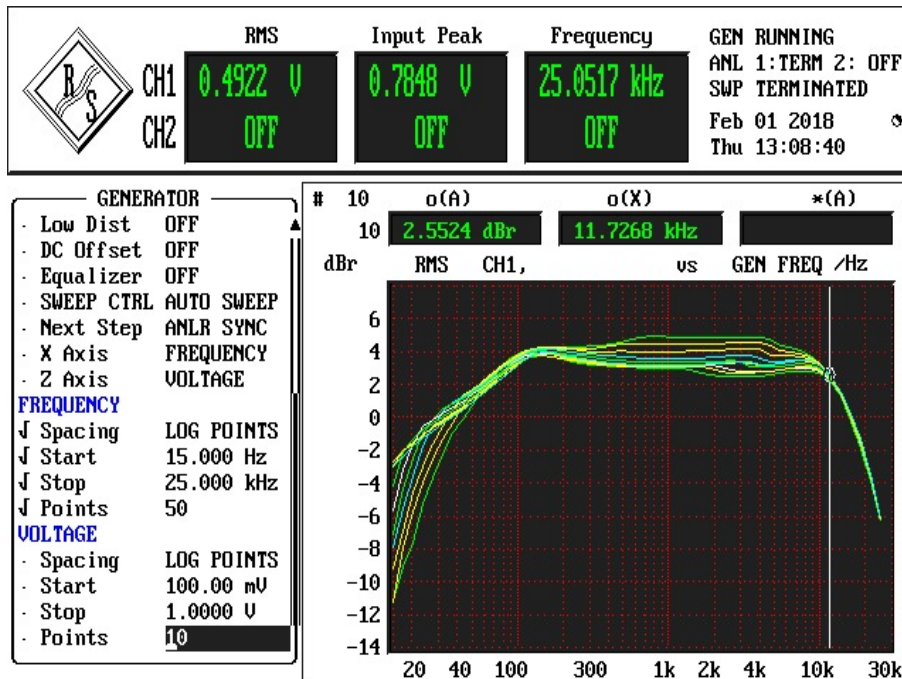 RMS Input Peak Frequency
GEN RUNNING
R S
CH1 0.4922 V 0.7848 V 25.0517 kHz
ANL 1:TERM 2: OFF
SWP TERMINATED
CH2 OFF OFF OFF
Feb 01 2018
Thu 13:08:40
GENERATOR
· Low Dist OFF
· DC Offset OFF
· Equalizer OFF
· SWEEP CTRL AUTO SWEEP
· Next Step ANLR SYNC
· X Axis FREQUENCY
· Z Axis VOLTAGE
FREQUENCY
√ Spacing LOG POINTS
√ Start 15.000 Hz
√ Stop 25.000 kHz
√ Points 50
VOLTAGE
· Spacing LOG POINTS
· Start 100.00 mV
· Stop 1.0000 V
· Points 10
# 10 o(A) o(X) *(A)
10 2.5524 dBr 11.7268 kHz
dBr RMS CH1, vs GEN FREQ /Hz
6
4
2
0
-2
-4
-6
-8
-10
-12
-14
20 40 100 300 1k 2k 4k 10k 30k